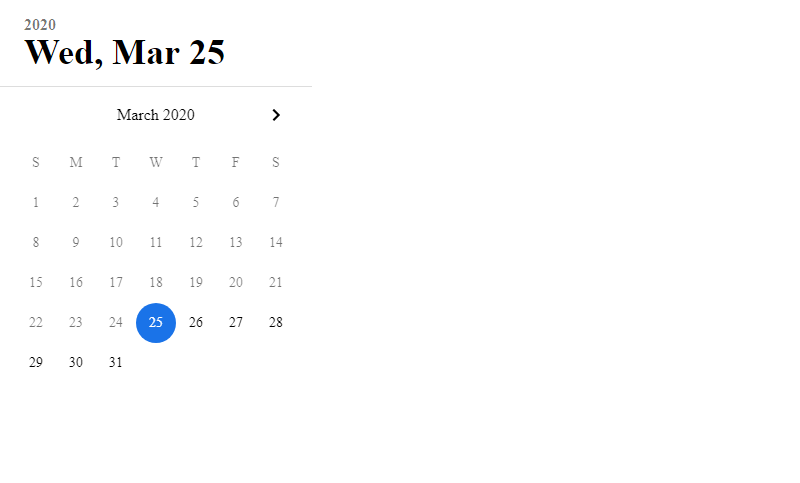 2020
Wed, Mar 25
March 2020
S M T W T F S
1 2 3 4 5 6 7
8 9 10 11 12 13 14
15 16 17 18 19 20 21
22 23 24 25 26 27 28
29 30 31